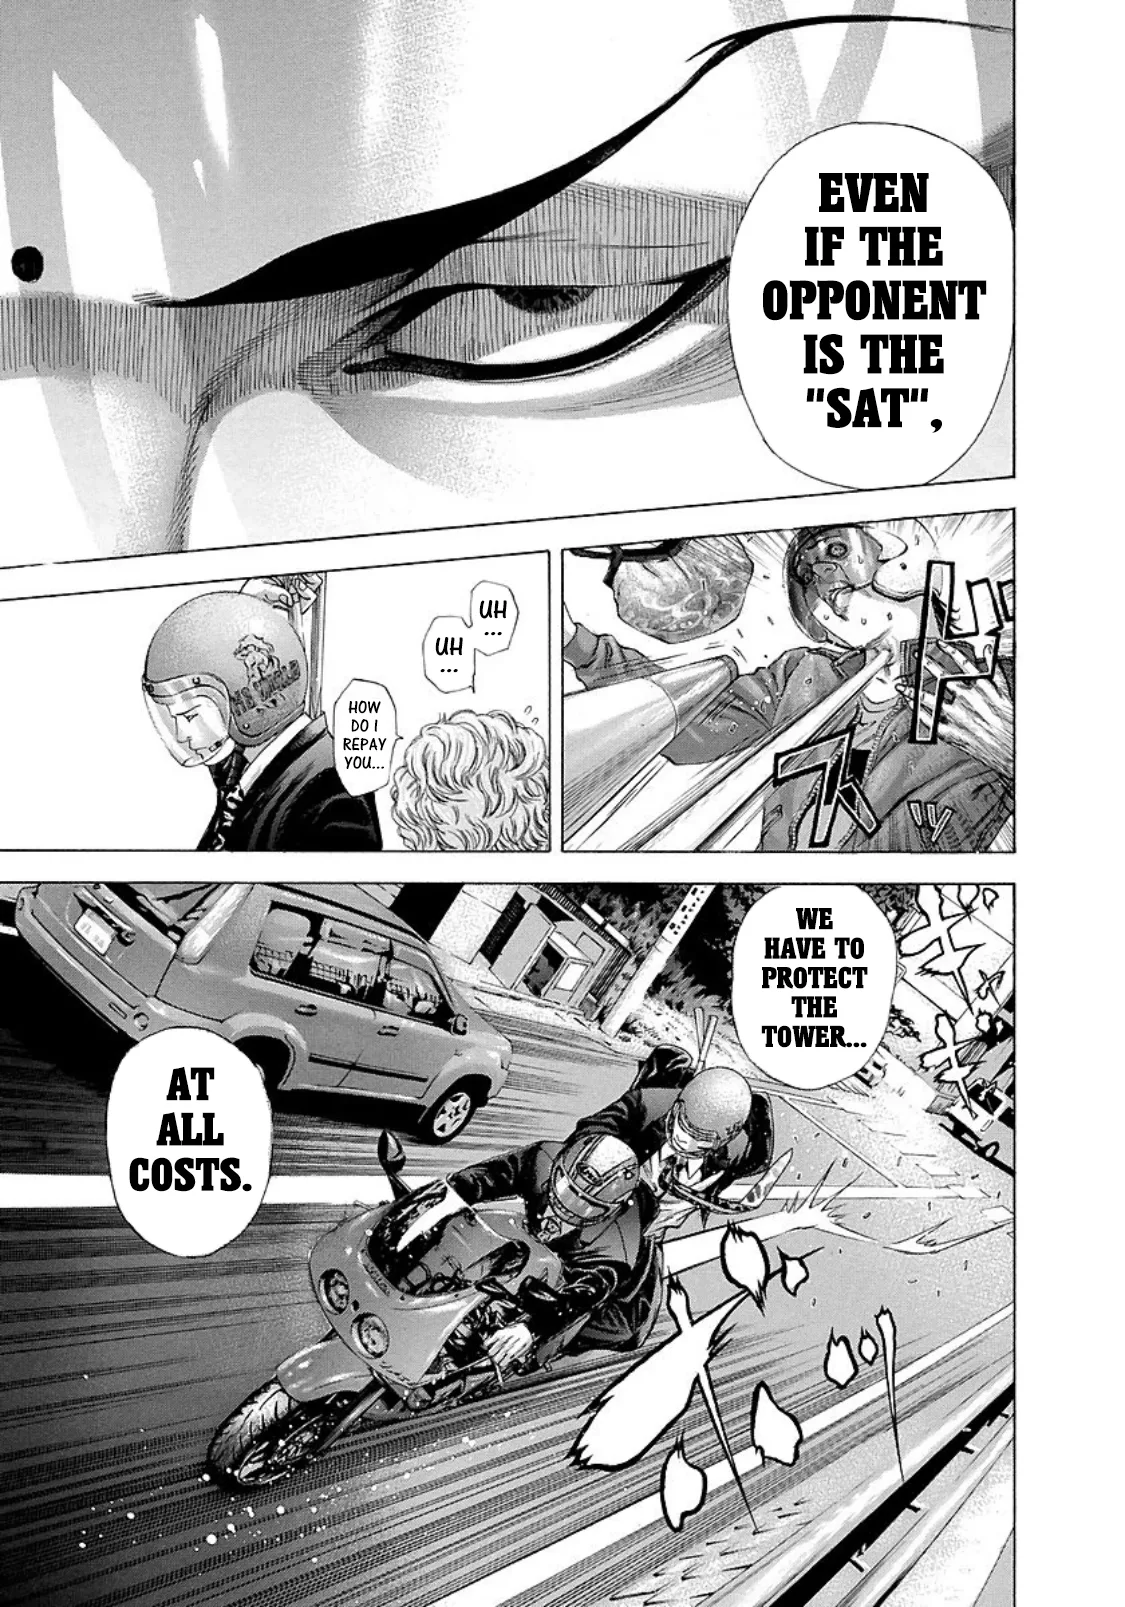 EVEN
IF THE
OPPONENT
IS THE
"SAT",
UH
...
UH
...
HOW
DO I
REPAY
YOU...
WE
HAVE TO
PROTECT
THE
TOWER...
AT
ALL
COSTS.